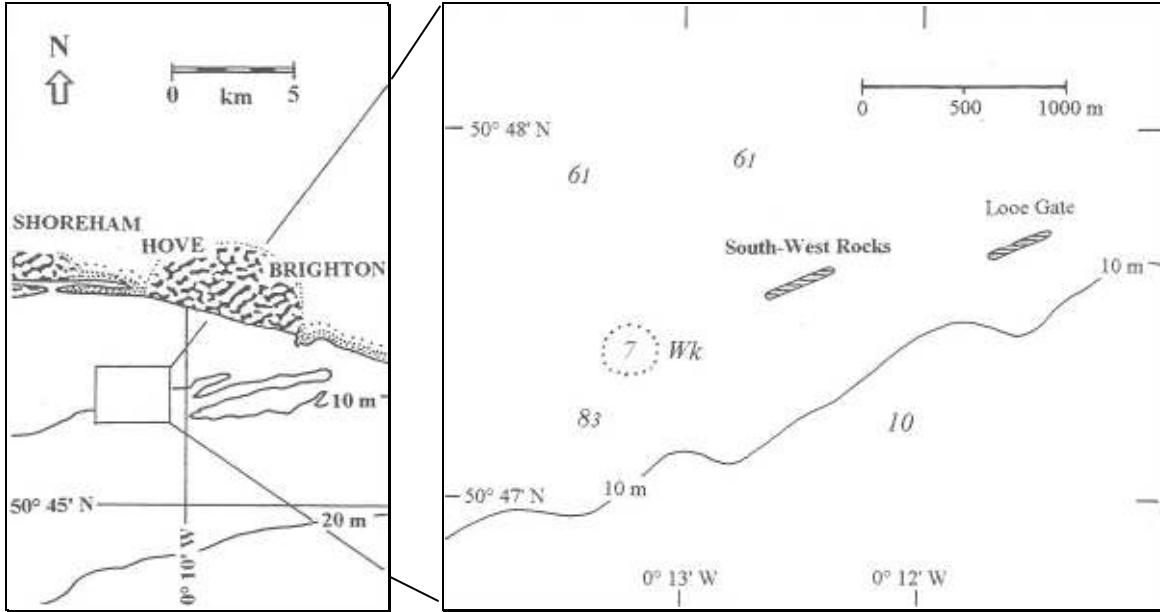 N
0 km 5
SHOREHAM
HOVE
BRIGHTON
10 m
50° 45' N
20 m
0° 10' W
0 500 1000 m
50° 48' N
61
61
Looe Gate
South-West Rocks
10 m
7 Wk
83
10
50° 47' N
10 m
0° 13' W
0° 12' W